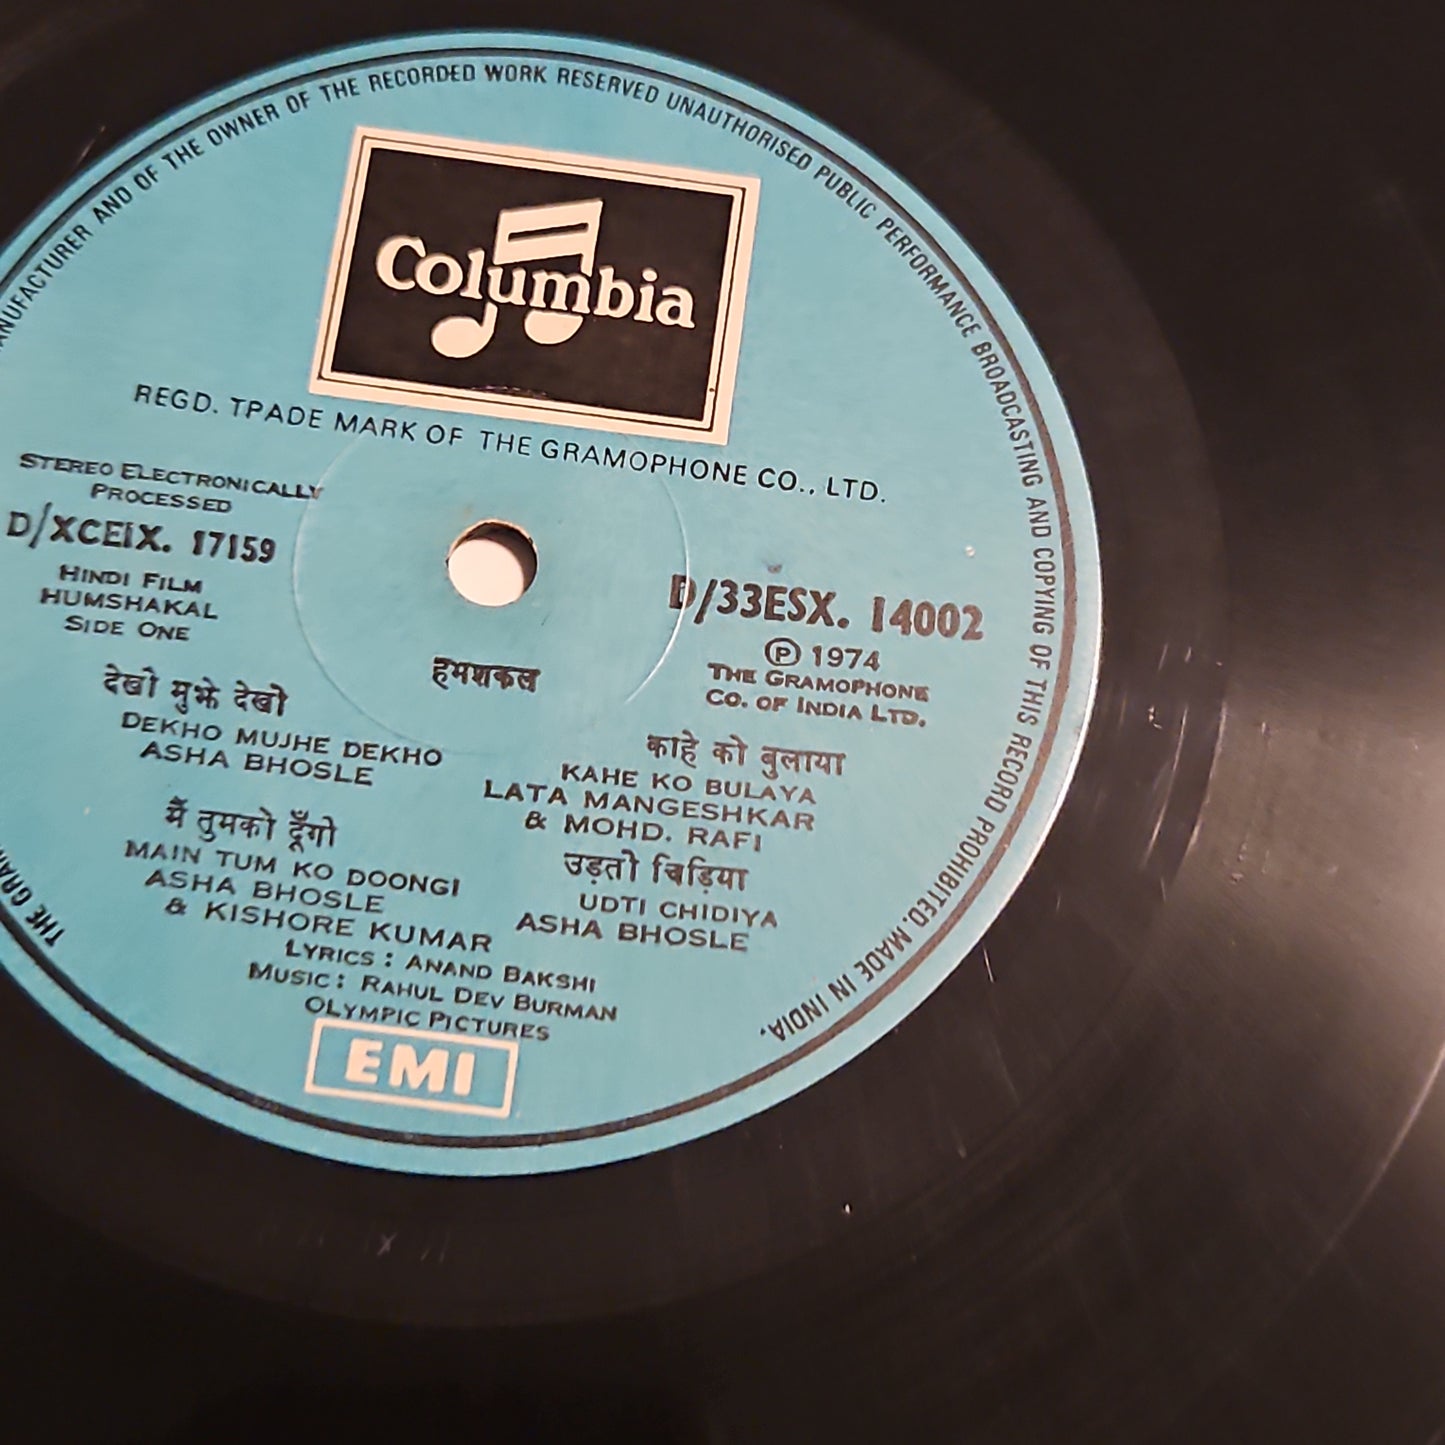 MANUFACTURER AND OF THE OWNER OF THE RECORDED WORK RESERVED UNAUTHORISED PUBLIC PERFORMANCE BROADCASTING AND COPYING OF THIS RECORD PROHIBITED. MADE IN INDIA.
Columbia
REGD. TRADE MARK OF THE GRAMOPHONE CO., LTD.
STEREO ELECTRONICALLY
PROCESSED
D/XCEIX. 17159
HINDI FILM
HUMSHAKAL
SIDE ONE
D/33ESX. 14002
Ⓟ 1974
THE GRAMOPHONE
CO. OF INDIA LTD.
हमशकल
देखो मुझे देखो
DEKHO MUJHE DEKHO
ASHA BHOSLE
मैं तुमको दूँगी
MAIN TUM KO DOONGI
ASHA BHOSLE
& KISHORE KUMAR
काहे को बुलाया
KAHE KO BULAYA
LATA MANGESHKAR
& MOHD. RAFI
उड़ती चिड़िया
UDTI CHIDIYA
ASHA BHOSLE
LYRICS : ANAND BAKSHI
MUSIC : RAHUL DEV BURMAN
OLYMPIC PICTURES
EMI
THE